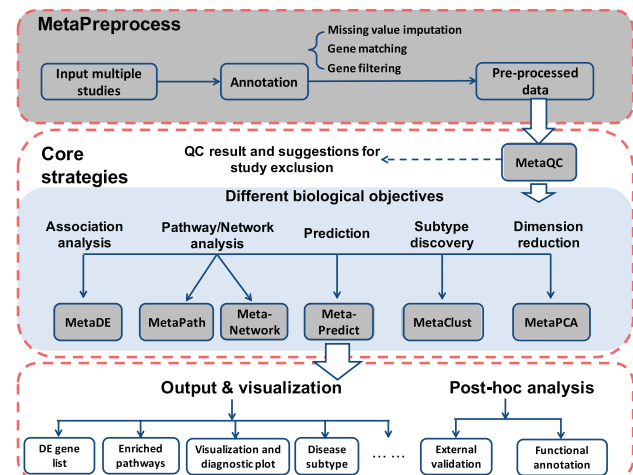 MetaPreprocess
Missing value imputation
Gene matching
Gene filtering
Input multiple
studies
Annotation
Pre-processed
data
Core
strategies
QC result and suggestions for
study exclusion
MetaQC
Different biological objectives
Association
analysis
Pathway/Network
analysis
Prediction
Subtype
discovery
Dimension
reduction
MetaDE
MetaPath
Meta-
Network
Meta-
Predict
MetaClust
MetaPCA
Output & visualization
Post-hoc analysis
DE gene
list
Enriched
pathways
Visualization and
diagnostic plot
Disease
subtype
... ...
External
validation
Functional
annotation